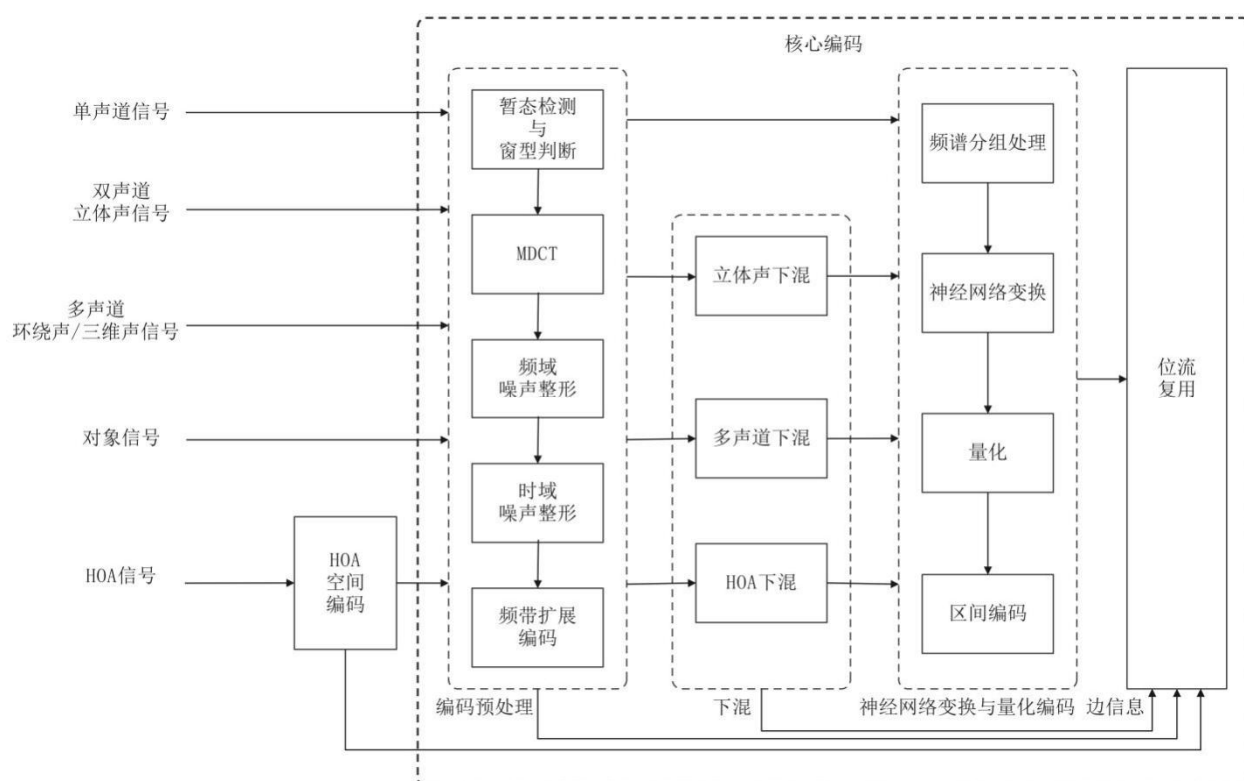 核心编码
单声道信号
双声道
立体声信号
多声道
环绕声/三维声信号
对象信号
HOA信号
HOA
空间
编码
暂态检测
与
窗型判断
MDCT
频域
噪声整形
时域
噪声整形
频带扩展
编码
编码预处理
立体声下混
多声道下混
HOA下混
下混
频谱分组处理
神经网络变换
量化
区间编码
神经网络变换与量化编码
边信息
位流
复用